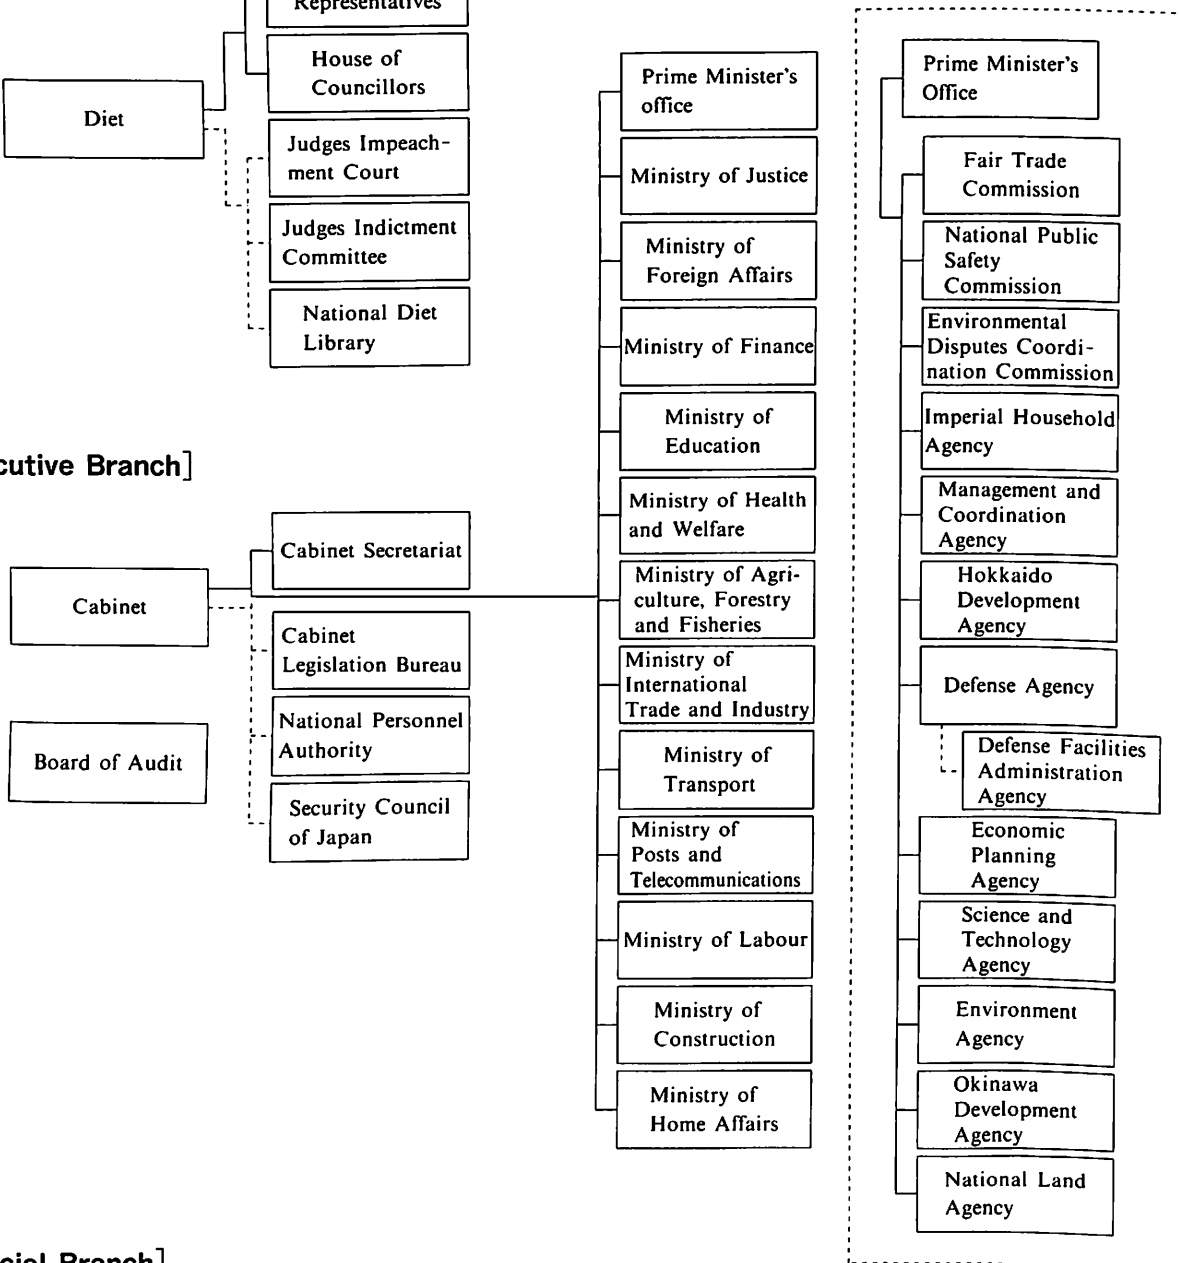 Representatives
House of
Councillors
Diet
Judges Impeach-
ment Court
Judges Indictment
Committee
National Diet
Library
cutive Branch]
Cabinet Secretariat
Cabinet
Cabinet
Legislation Bureau
National Personnel
Authority
Board of Audit
Security Council
of Japan
Prime Minister's
office
Ministry of Justice
Ministry of
Foreign Affairs
Ministry of Finance
Ministry of
Education
Ministry of Health
and Welfare
Ministry of Agri-
culture, Forestry
and Fisheries
Ministry of
International
Trade and Industry
Ministry of
Transport
Ministry of
Posts and
Telecommunications
Ministry of Labour
Ministry of
Construction
Ministry of
Home Affairs
Prime Minister's
Office
Fair Trade
Commission
National Public
Safety
Commission
Environmental
Disputes Coordi-
nation Commission
Imperial Household
Agency
Management and
Coordination
Agency
Hokkaido
Development
Agency
Defense Agency
Defense Facilities
Administration
Agency
Economic
Planning
Agency
Science and
Technology
Agency
Environment
Agency
Okinawa
Development
Agency
National Land
Agency
cial Branch]